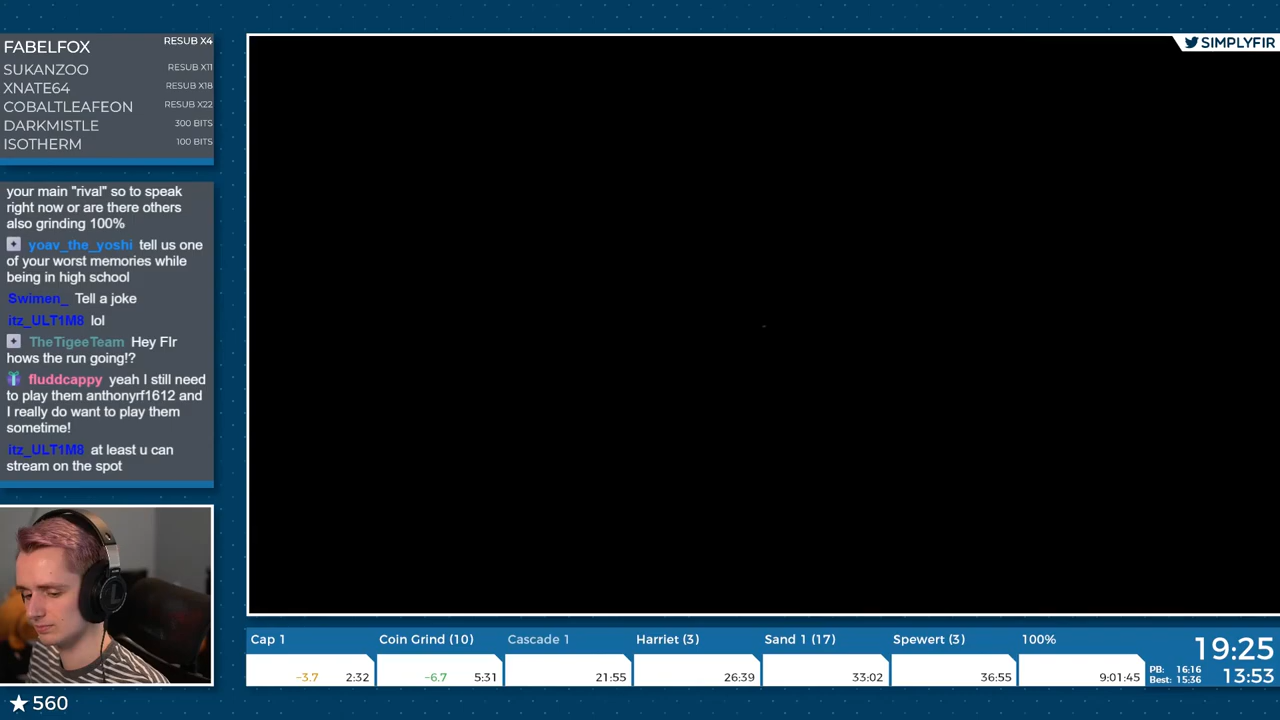 FABELFOX RESUB X4
SUKANZOO RESUB X11
XNATE64 RESUB X18
COBALTLEAFEON RESUB X22
DARKMISTLE 300 BITS
ISOTHERM 100 BITS
your main "rival" so to speak
right now or are there others
also grinding 100%
yoav_the_yoshi tell us one
of your worst memories while
being in high school
Swimen_ Tell a joke
itz_ULT1M8 lol
TheTigeeTeam Hey FIr
hows the run going!?
fluddcappy yeah I still need
to play them anthonyrf1612 and
I really do want to play them
sometime!
itz_ULT1M8 at least u can
stream on the spot
★ 560
SIMPLYFIR
Cap 1 Coin Grind (10) Cascade 1 Harriet (3) Sand 1 (17) Spewert (3) 100%
−3.7 2:32 −6.7 5:31 21:55 26:39 33:02 36:55 9:01:45
19:25
PB: 16:16
Best: 15:36
13:53